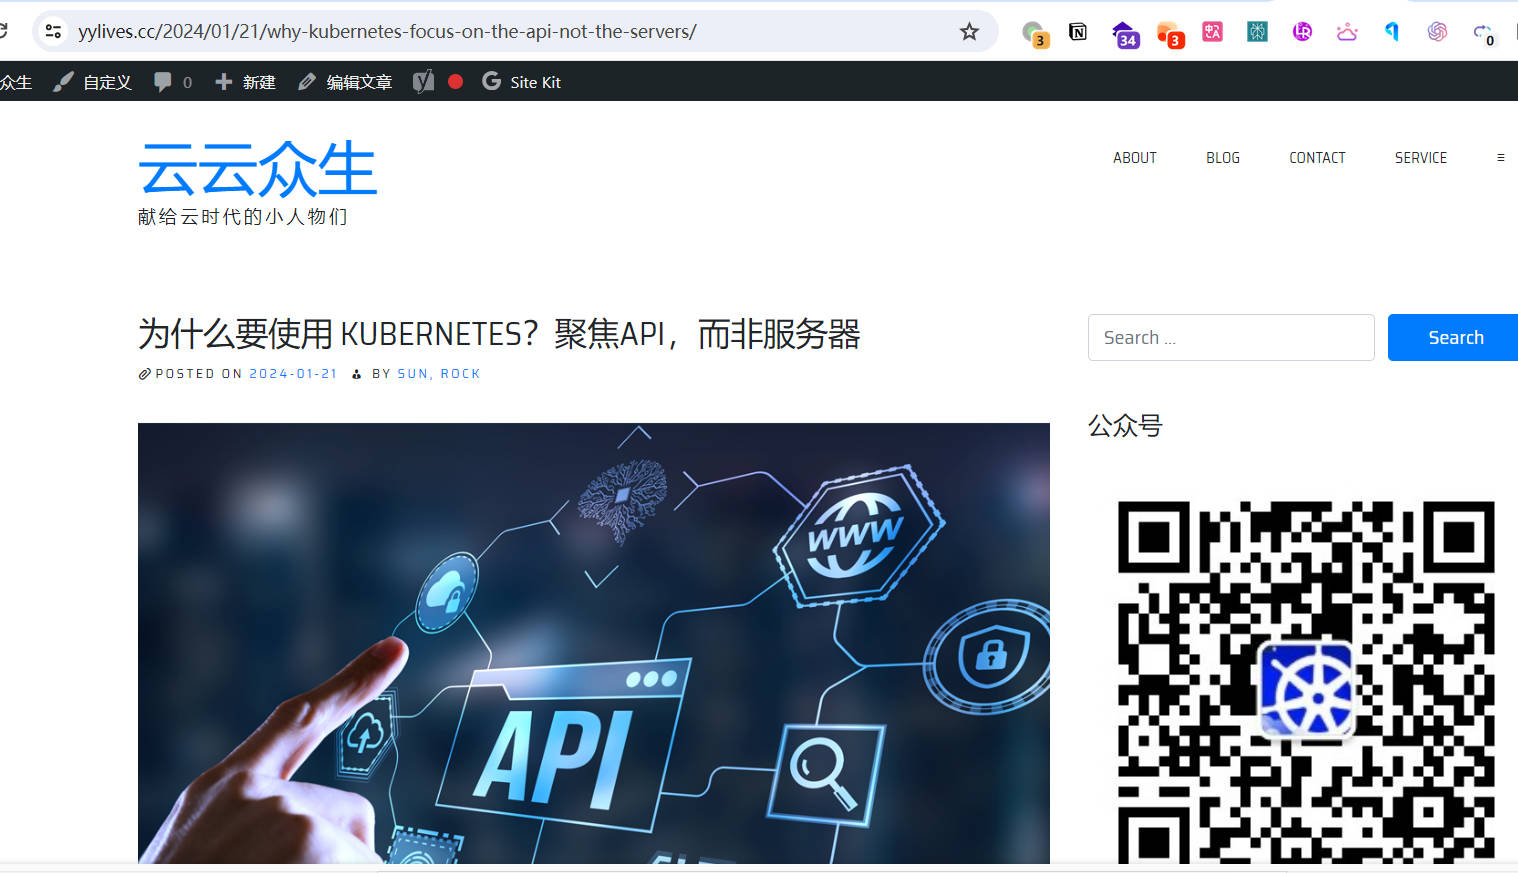 yylives.cc/2024/01/21/why-kubernetes-focus-on-the-api-not-the-servers/
3
34
3
0
众生 自定义 0 新建 编辑文章 Site Kit
云云众生
献给云时代的小人物们
ABOUT BLOG CONTACT SERVICE
为什么要使用 KUBERNETES？聚焦API，而非服务器
POSTED ON 2024-01-21 BY SUN, ROCK
Search ...
Search
公众号
WWW
API